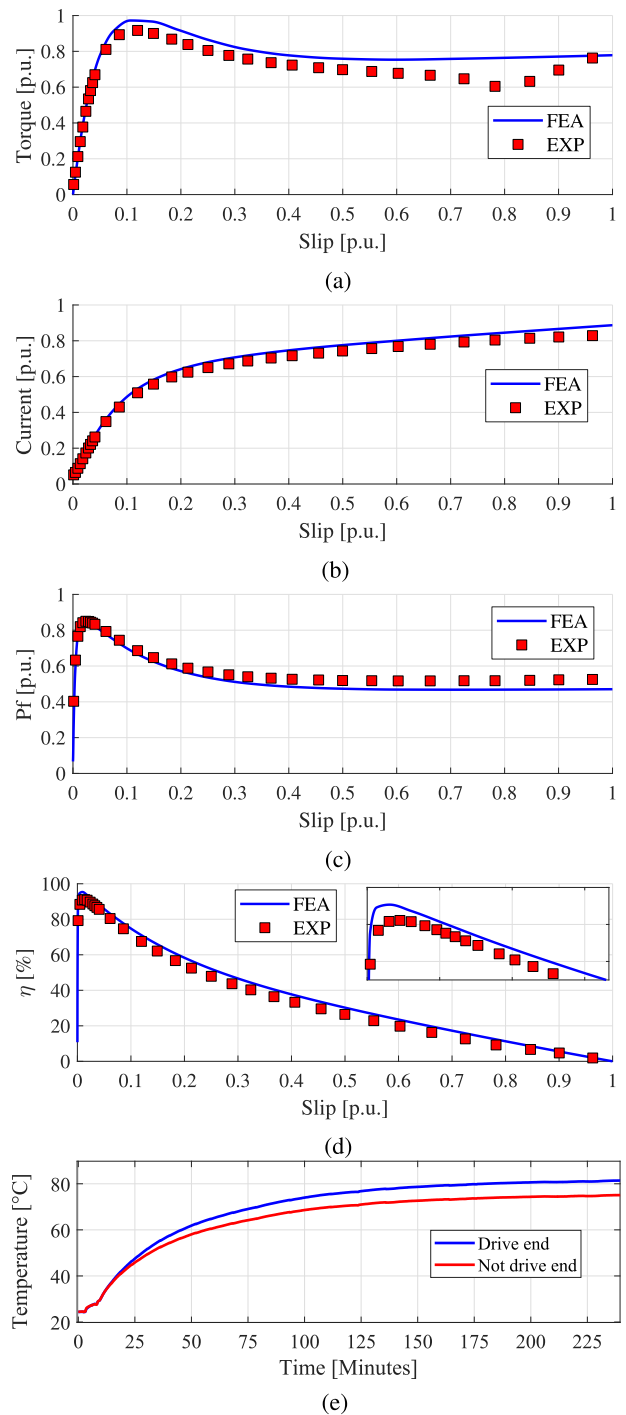 1
0.8
0.6
0.4
0.2
0
Torque [p.u.]
FEA
EXP
0 0.1 0.2 0.3 0.4 0.5 0.6 0.7 0.8 0.9 1
Slip [p.u.]
(a)
1
0.8
0.6
0.4
0.2
0
Current [p.u.]
FEA
EXP
0 0.1 0.2 0.3 0.4 0.5 0.6 0.7 0.8 0.9 1
Slip [p.u.]
(b)
1
0.8
0.6
0.4
0.2
0
Pf [p.u.]
FEA
EXP
0 0.1 0.2 0.3 0.4 0.5 0.6 0.7 0.8 0.9 1
Slip [p.u.]
(c)
100
80
60
40
20
0
η [%]
FEA
EXP
0 0.1 0.2 0.3 0.4 0.5 0.6 0.7 0.8 0.9 1
Slip [p.u.]
(d)
80
60
40
20
Temperature [°C]
Drive end
Not drive end
0 25 50 75 100 125 150 175 200 225
Time [Minutes]
(e)